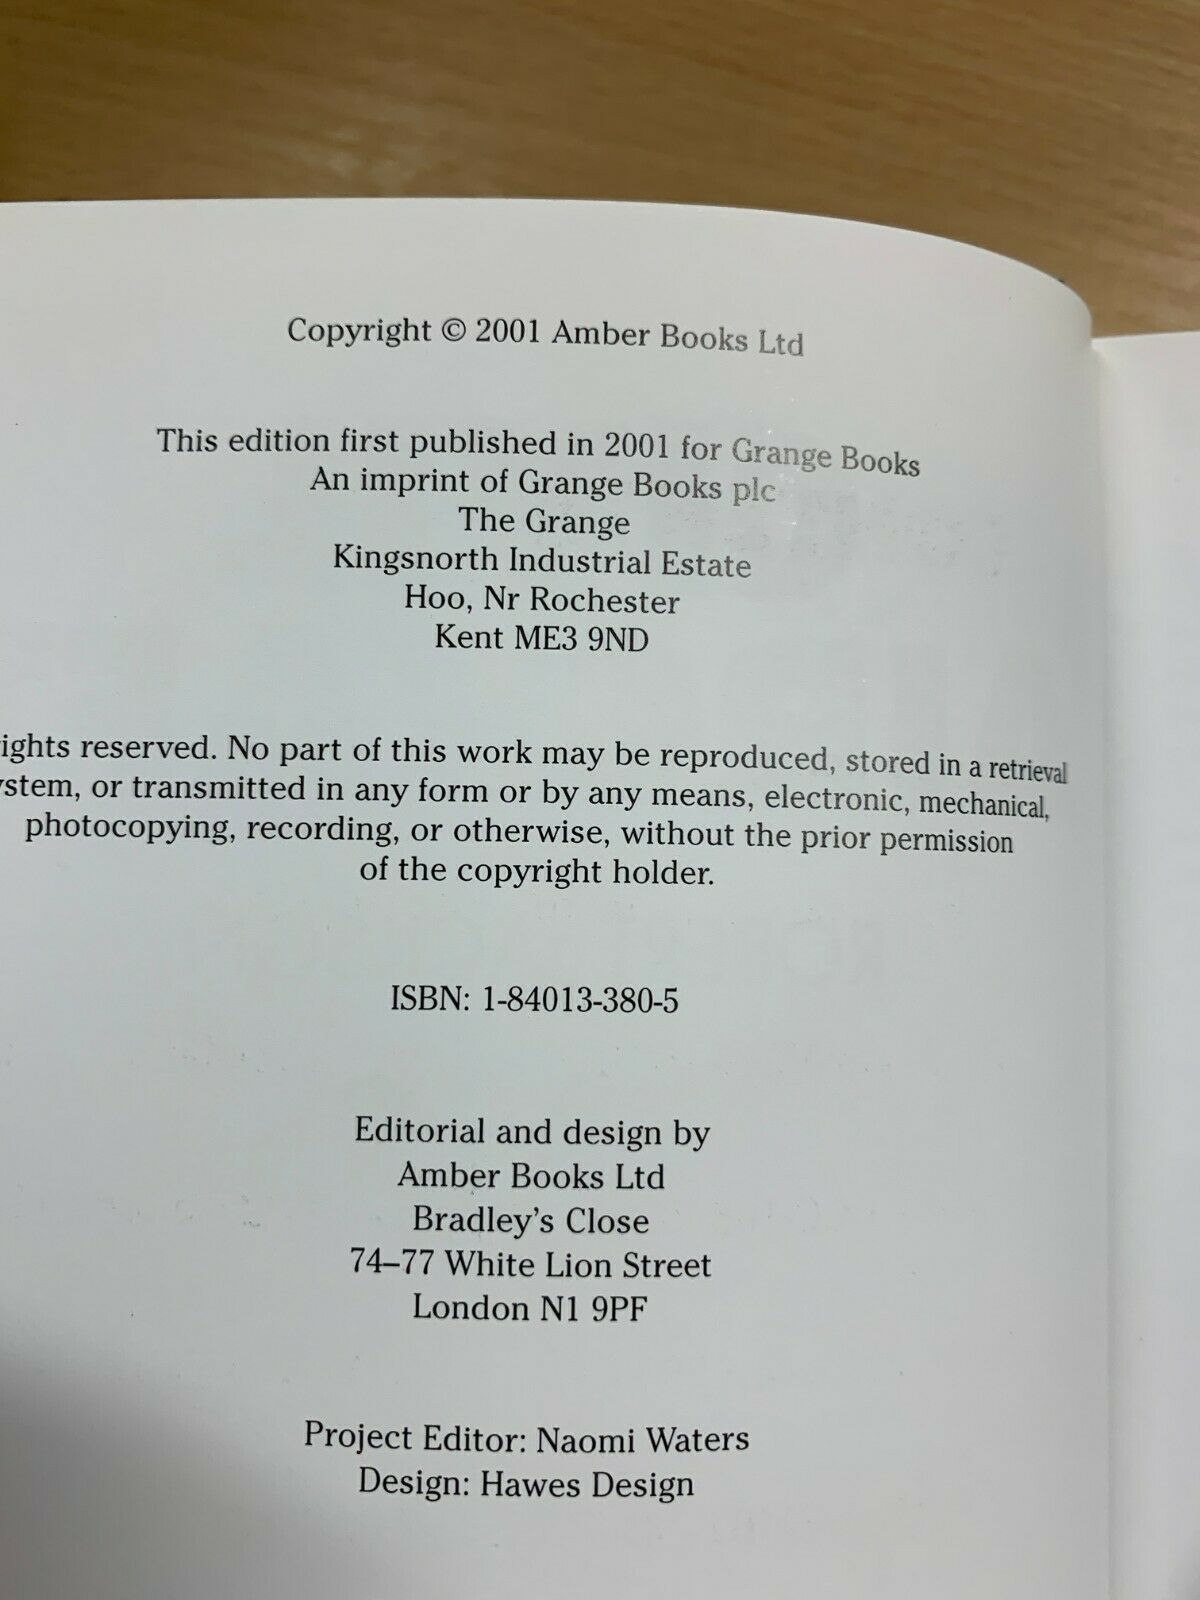 Copyright © 2001 Amber Books Ltd
This edition first published in 2001 for Grange Books
An imprint of Grange Books plc
The Grange
Kingsnorth Industrial Estate
Hoo, Nr Rochester
Kent ME3 9ND
ights reserved. No part of this work may be reproduced, stored in a retrieval
ystem, or transmitted in any form or by any means, electronic, mechanical,
photocopying, recording, or otherwise, without the prior permission
of the copyright holder.
ISBN: 1-84013-380-5
Editorial and design by
Amber Books Ltd
Bradley's Close
74–77 White Lion Street
London N1 9PF
Project Editor: Naomi Waters
Design: Hawes Design